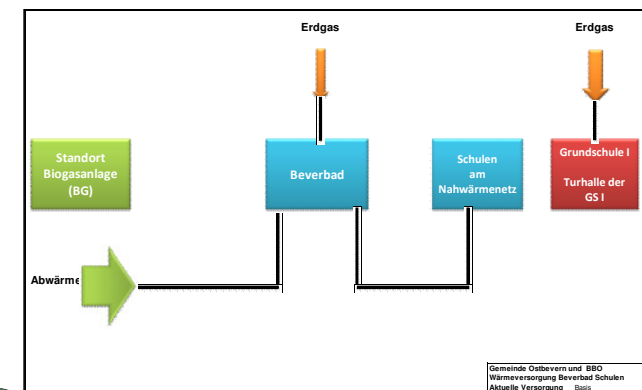 Erdgas
Erdgas
Standort
Biogasanlage
(BG)
Beverbad
Schulen
am
Nahwärmenetz
Grundschule I
Turhalle der
GS I
Abwärme
Gemeinde Ostbevern und BBO
Wärmeversorgung Beverbad Schulen
Aktuelle Versorgung Basis